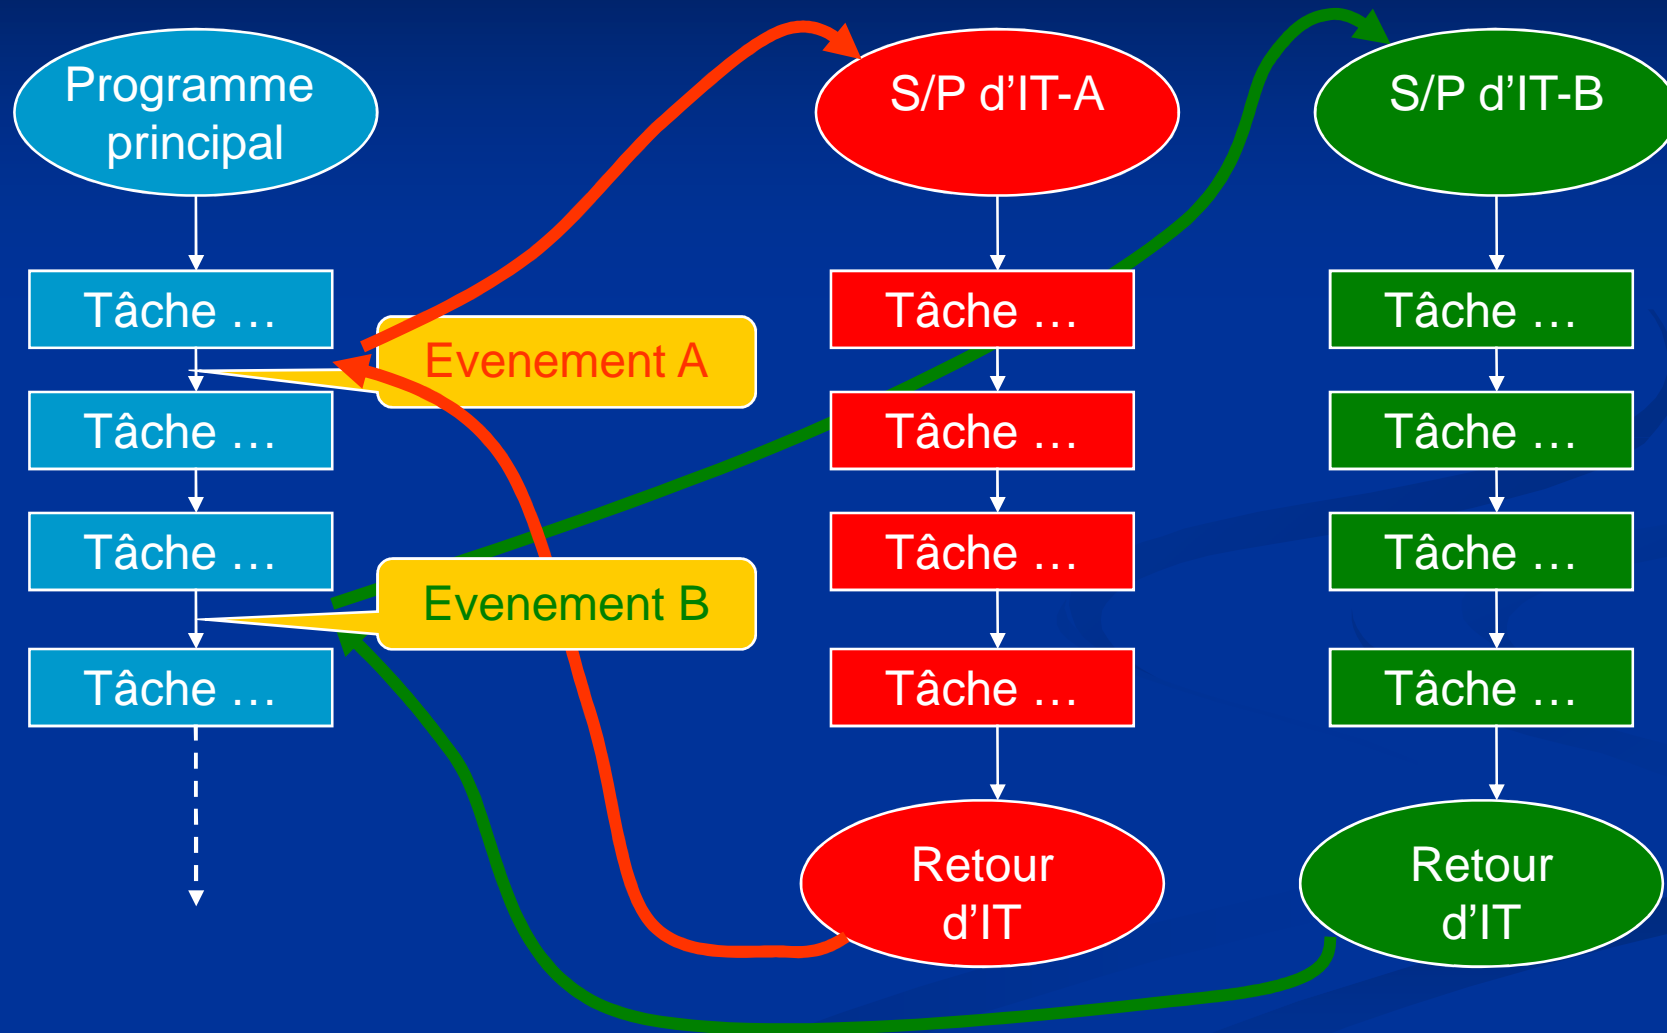 Programme
principal
Tâche …
Tâche …
Tâche …
Tâche …
Evenement A
Evenement B
S/P d’IT-A
Tâche …
Tâche …
Tâche …
Tâche …
Retour
d’IT
S/P d’IT-B
Tâche …
Tâche …
Tâche …
Tâche …
Retour
d’IT